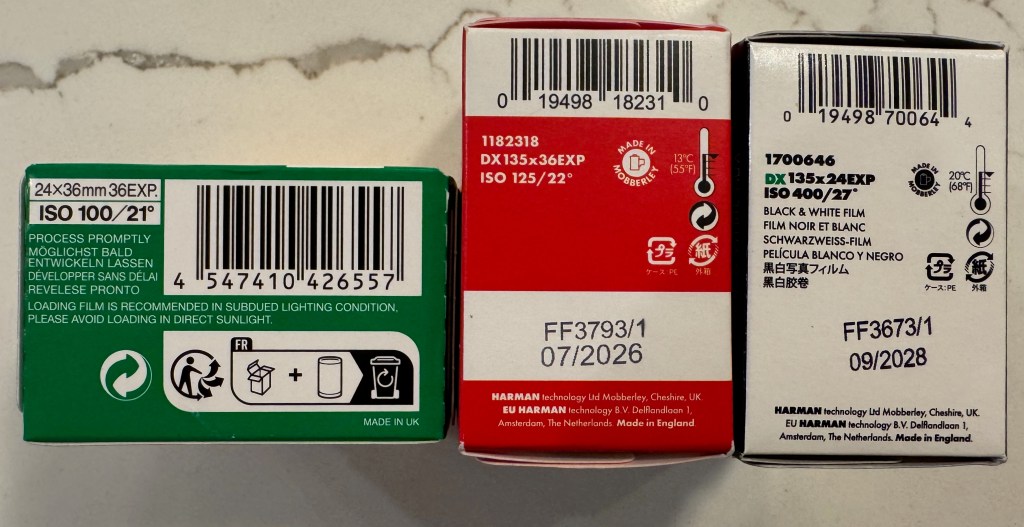 24×36mm 36EXP.
ISO 100/21°
PROCESS PROMPTLY
MÖGLICHST BALD
ENTWICKELN LASSEN
DÉVELOPPER SANS DÉLAI
REVELESE PRONTO
4 547410 426557
LOADING FILM IS RECOMMENDED IN SUBDUED LIGHTING CONDITION.
PLEASE AVOID LOADING IN DIRECT SUNLIGHT.
FR
+
MADE IN UK
0 19498 18231 0
1182318
DX 135x36EXP
ISO 125/22°
MADE IN
MOBBERLEY
13°C
(55°F)
プラ
ケース: PE
紙
外箱
FF3793/1
07/2026
HARMAN technology Ltd Mobberley, Cheshire, UK.
EU HARMAN technology B.V. Delflandlaan 1,
Amsterdam, The Netherlands. Made in England.
0 19498 70064 4
1700646
DX 135x24EXP
ISO 400/27°
MADE IN
MOBBERLEY
20°C
(68°F)
BLACK & WHITE FILM
FILM NOIR ET BLANC
SCHWARZWEISS-FILM
PELÍCULA BLANCO Y NEGRO
黒白写真フィルム
黑白胶卷
プラ
ケース: PE
紙
外箱
FF3673/1
09/2028
HARMAN technology Ltd Mobberley, Cheshire, UK.
EU HARMAN technology B.V. Delflandlaan 1,
Amsterdam, The Netherlands. Made in England.